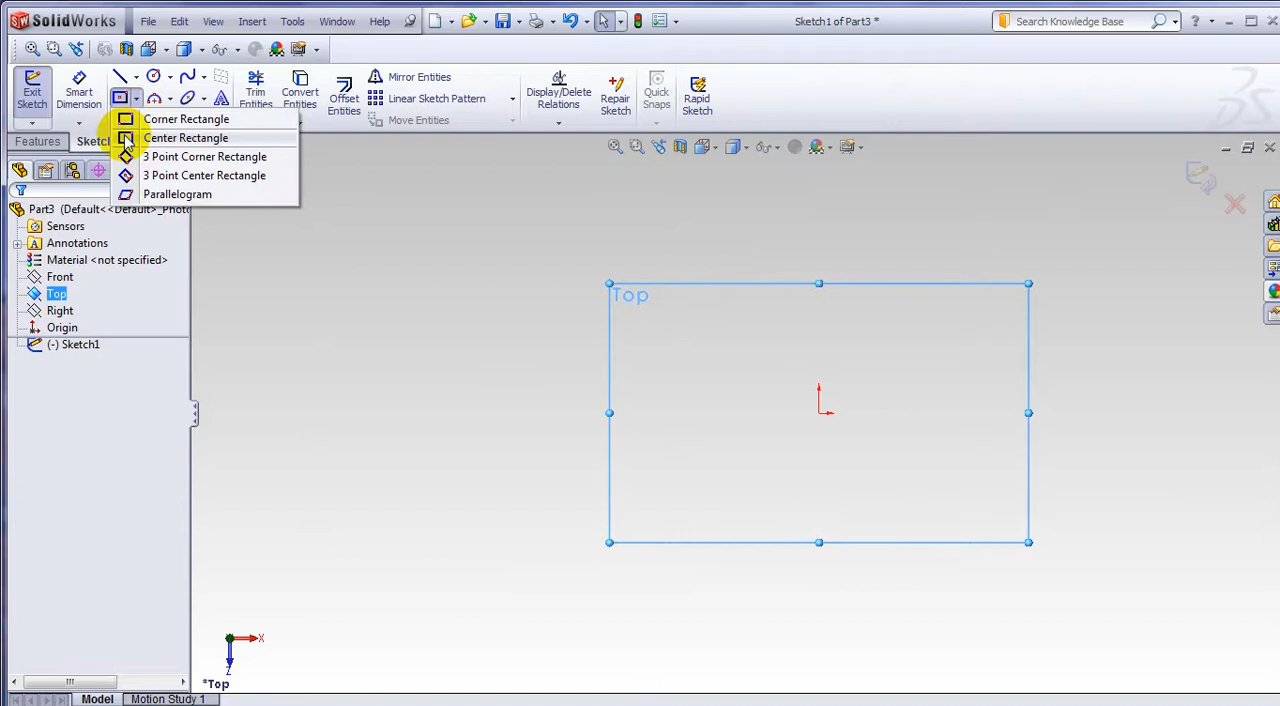 SolidWorks File Edit View Insert Tools Window Help Sketch1 of Part3 * Search Knowledge Base
Exit Sketch
Smart Dimension
Trim Entities
Convert Entities
Offset Entities
Mirror Entities
Linear Sketch Pattern
Move Entities
Display/Delete Relations
Repair Sketch
Quick Snaps
Rapid Sketch
Corner Rectangle
Center Rectangle
3 Point Corner Rectangle
3 Point Center Rectangle
Parallelogram
Features Sketc
Part3 (Default<<Default>_Photo
Sensors
Annotations
Material <not specified>
Front
Top
Right
Origin
(-) Sketch1
Top
X
Z
*Top
Model Motion Study 1